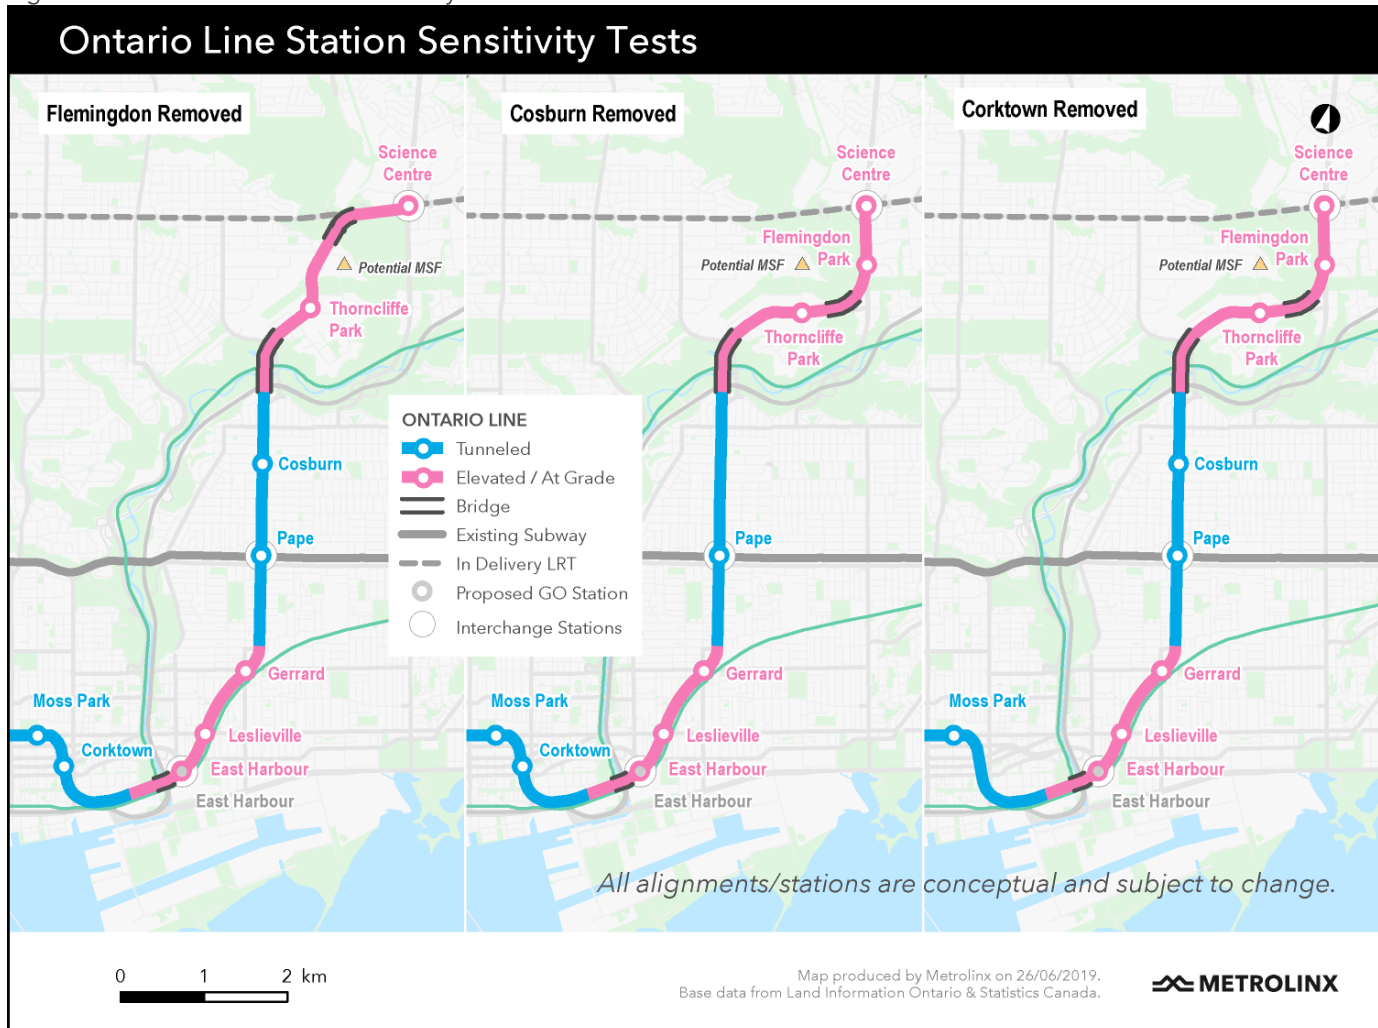 Ontario Line Station Sensitivity Tests
Flemingdon Removed
Science
Centre
Potential MSF
Thorncliffe
Park
Cosburn
Pape
Gerrard
Moss Park
Leslieville
Corktown
East Harbour
East Harbour
Cosburn Removed
Science
Centre
Flemingdon
Park
Potential MSF
Thorncliffe
Park
Pape
Gerrard
Moss Park
Leslieville
Corktown
East Harbour
East Harbour
Corktown Removed
Science
Centre
Flemingdon
Park
Potential MSF
Thorncliffe
Park
Cosburn
Pape
Gerrard
Moss Park
Leslieville
East Harbour
East Harbour
ONTARIO LINE
Tunneled
Elevated / At Grade
Bridge
Existing Subway
In Delivery LRT
Proposed GO Station
Interchange Stations
All alignments/stations are conceptual and subject to change.
0 1 2 km
Map produced by Metrolinx on 26/06/2019.
Base data from Land Information Ontario & Statistics Canada.
METROLINX